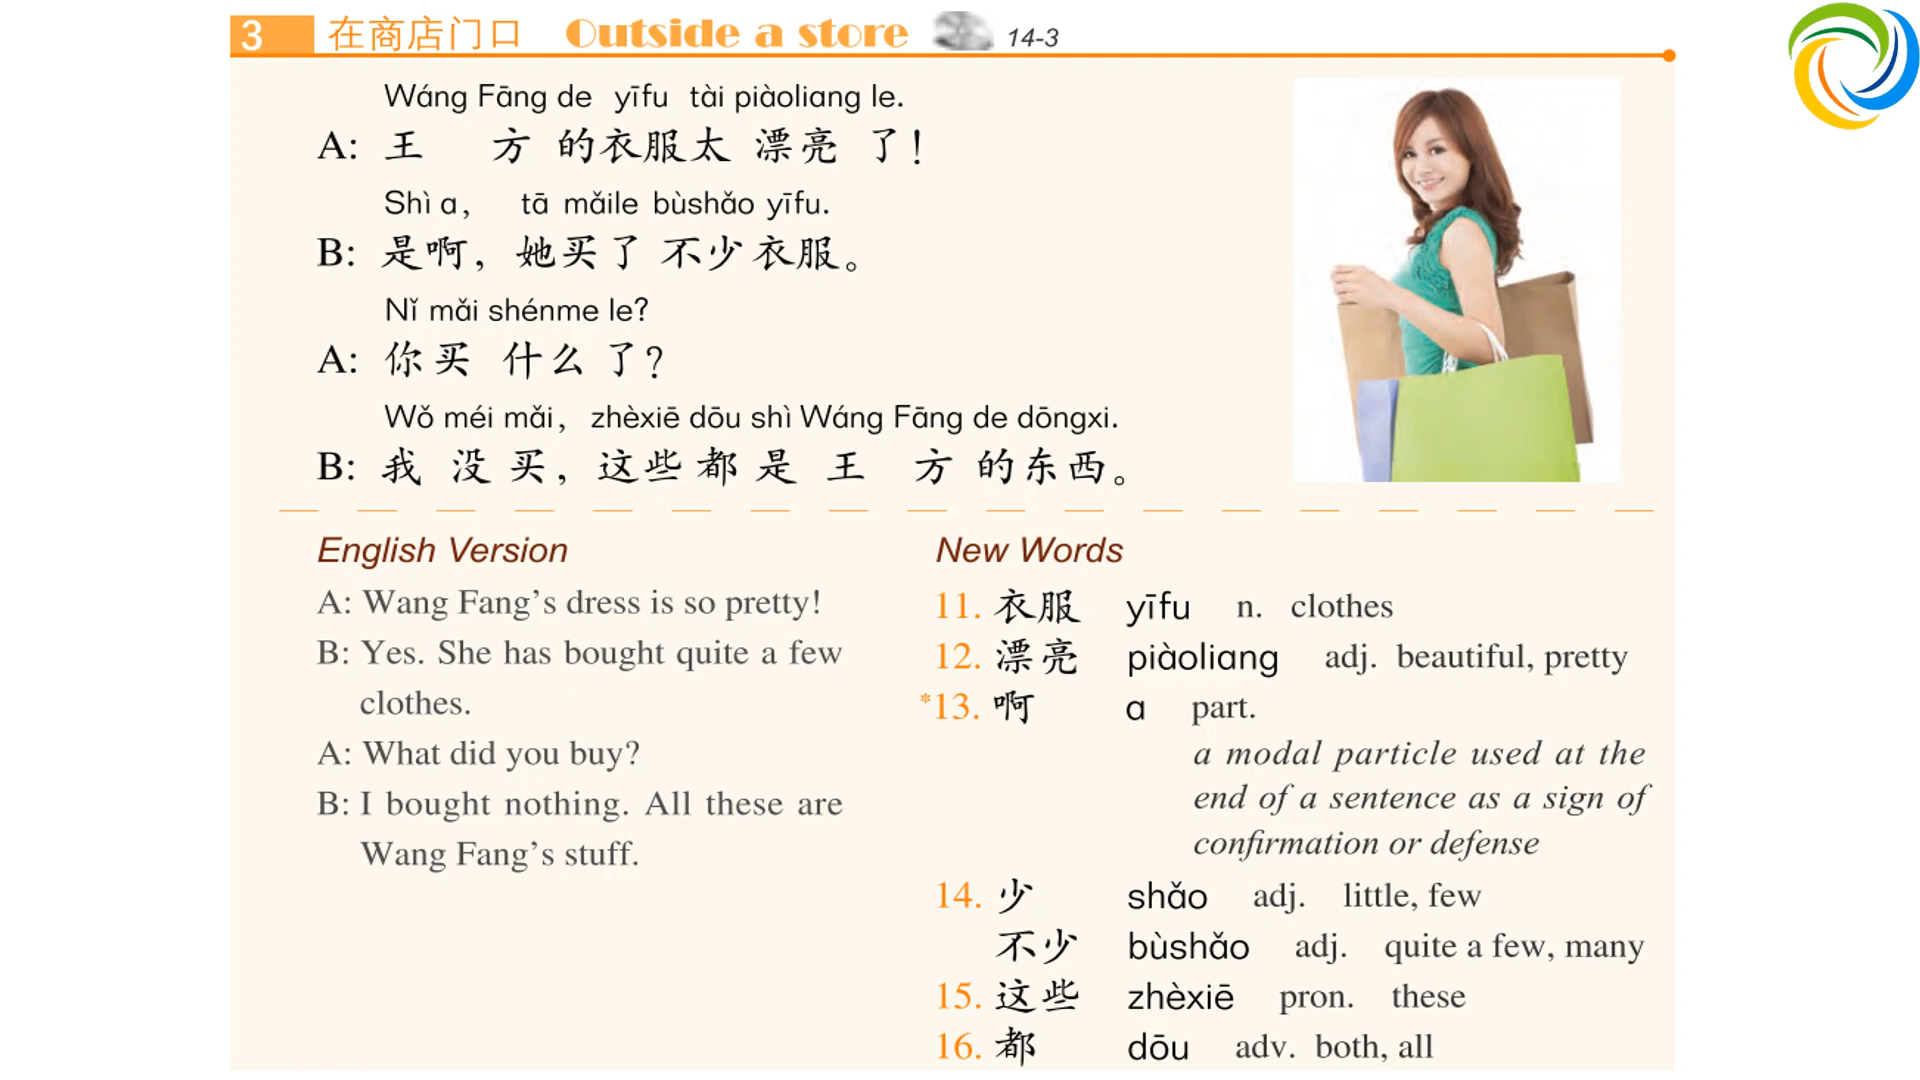 3 在商店门口 Outside a store 14-3
Wáng Fāng de yīfu tài piàoliang le.
A: 王 方 的衣服太 漂亮 了！
Shì a, tā mǎile bùshǎo yīfu.
B: 是啊，她买了 不少衣服。
Nǐ mǎi shénme le?
A: 你买 什么 了？
Wǒ méi mǎi, zhèxiē dōu shì Wáng Fāng de dōngxi.
B: 我 没 买，这些 都 是 王 方 的东西。
English Version
A: Wang Fang’s dress is so pretty!
B: Yes. She has bought quite a few
clothes.
A: What did you buy?
B: I bought nothing. All these are
Wang Fang’s stuff.
New Words
11. 衣服 yīfu n. clothes
12. 漂亮 piàoliang adj. beautiful, pretty
*13. 啊 a part.
a modal particle used at the
end of a sentence as a sign of
confirmation or defense
14. 少 shǎo adj. little, few
不少 bùshǎo adj. quite a few, many
15. 这些 zhèxiē pron. these
16. 都 dōu adv. both, all